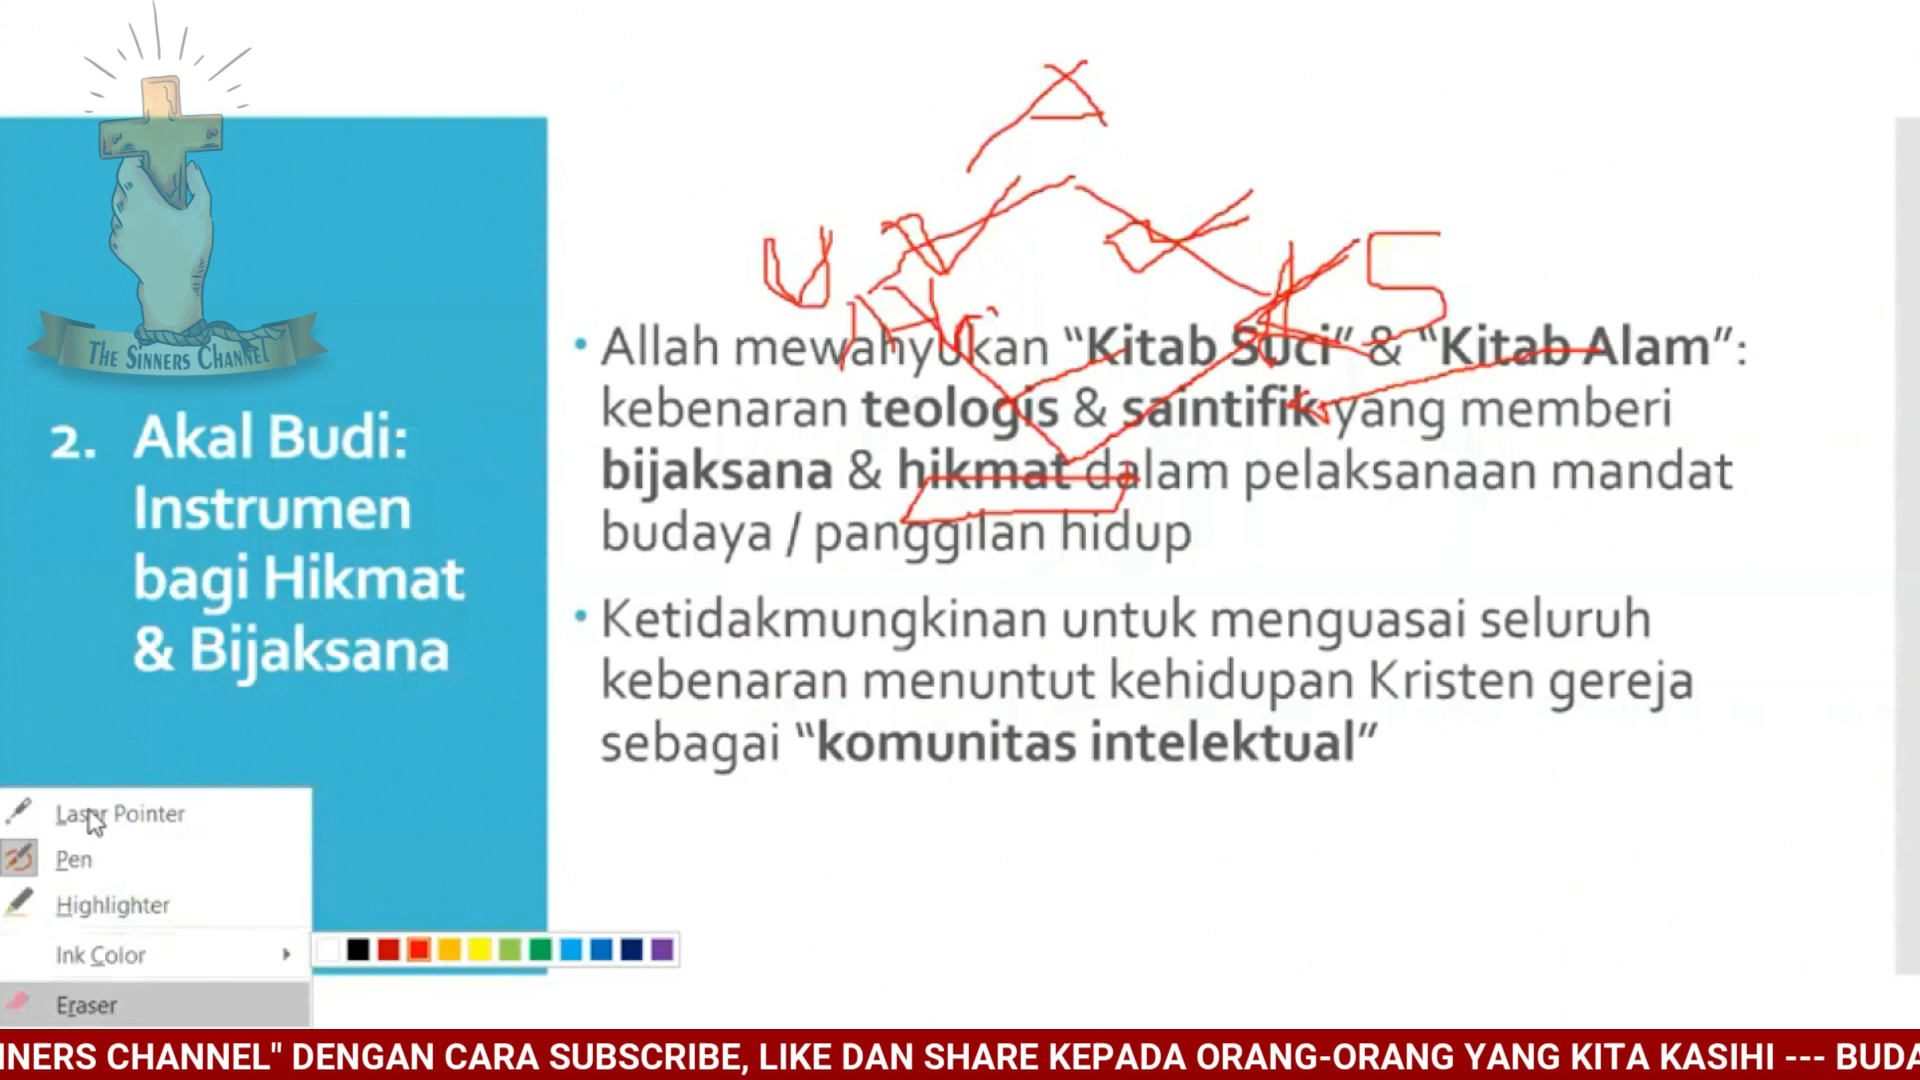 THE SINNERS CHANNEL
2. Akal Budi:
Instrumen
bagi Hikmat
& Bijaksana
A
U
KS
• Allah mewahyukan “Kitab Suci” & “Kitab Alam”:
kebenaran teologis & saintifik yang memberi
bijaksana & hikmat dalam pelaksanaan mandat
budaya / panggilan hidup
• Ketidakmungkinan untuk menguasai seluruh
kebenaran menuntut kehidupan Kristen gereja
sebagai “komunitas intelektual”
Laser Pointer
Pen
Highlighter
Ink Color
Eraser
INNERS CHANNEL" DENGAN CARA SUBSCRIBE, LIKE DAN SHARE KEPADA ORANG-ORANG YANG KITA KASIHI --- BUDA